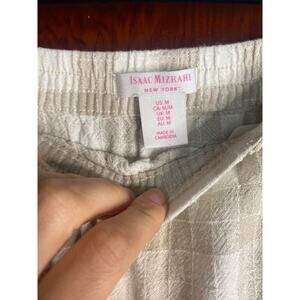 ISAAC MIZRAHI
NEW YORK
US: M
CA: M/M
UK: M
EU: M
AU: M
MADE IN
CAMBODIA